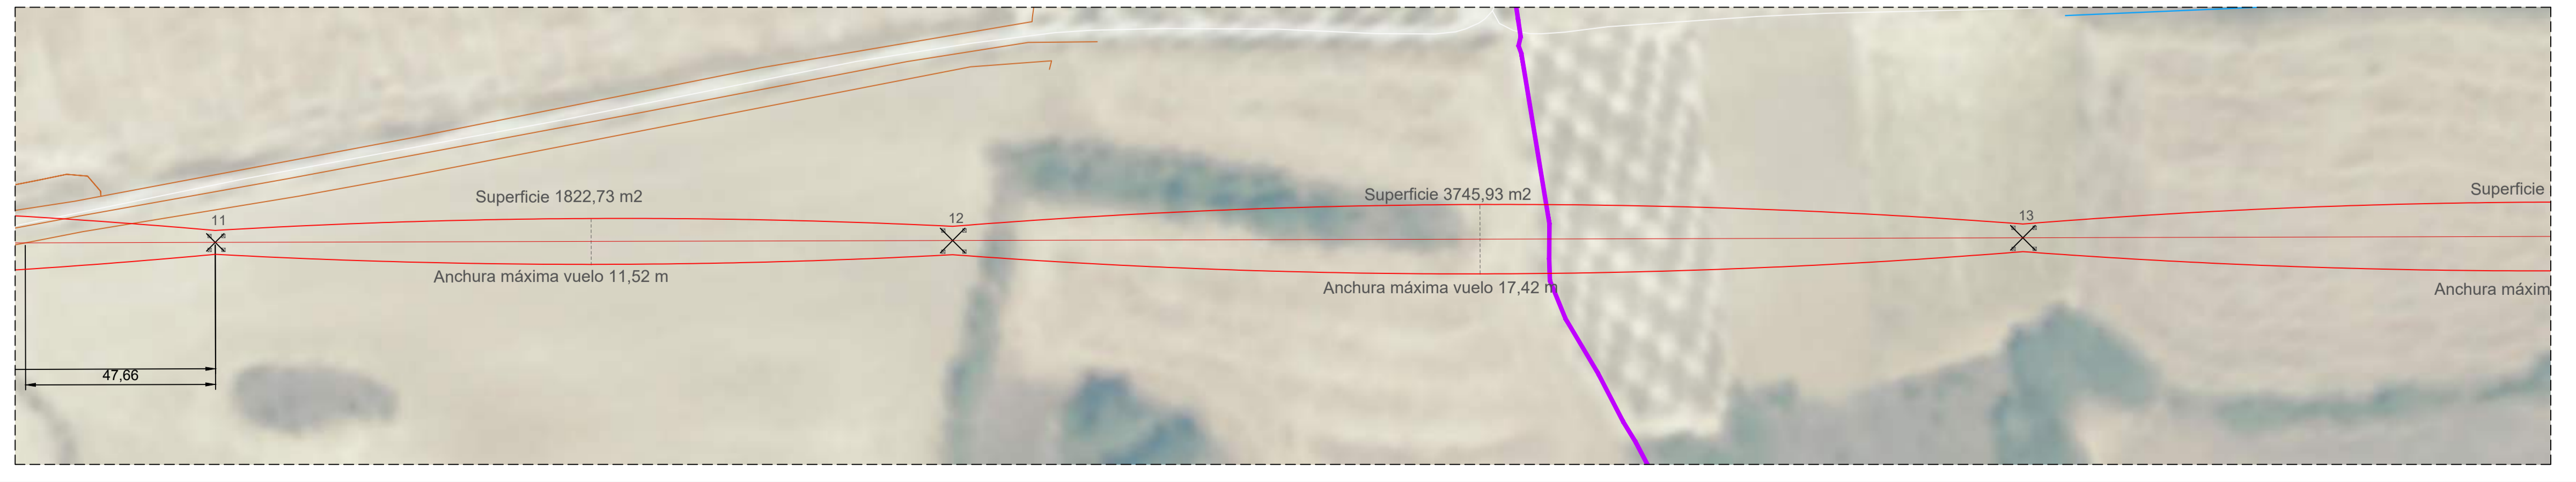 Superficie
Superficie 1822,73 m2
Superficie 3745,93 m2
11
12
13
Anchura máxima vuelo 11,52 m
Anchura máxima vuelo 17,42 m
Anchura máxim
47,66